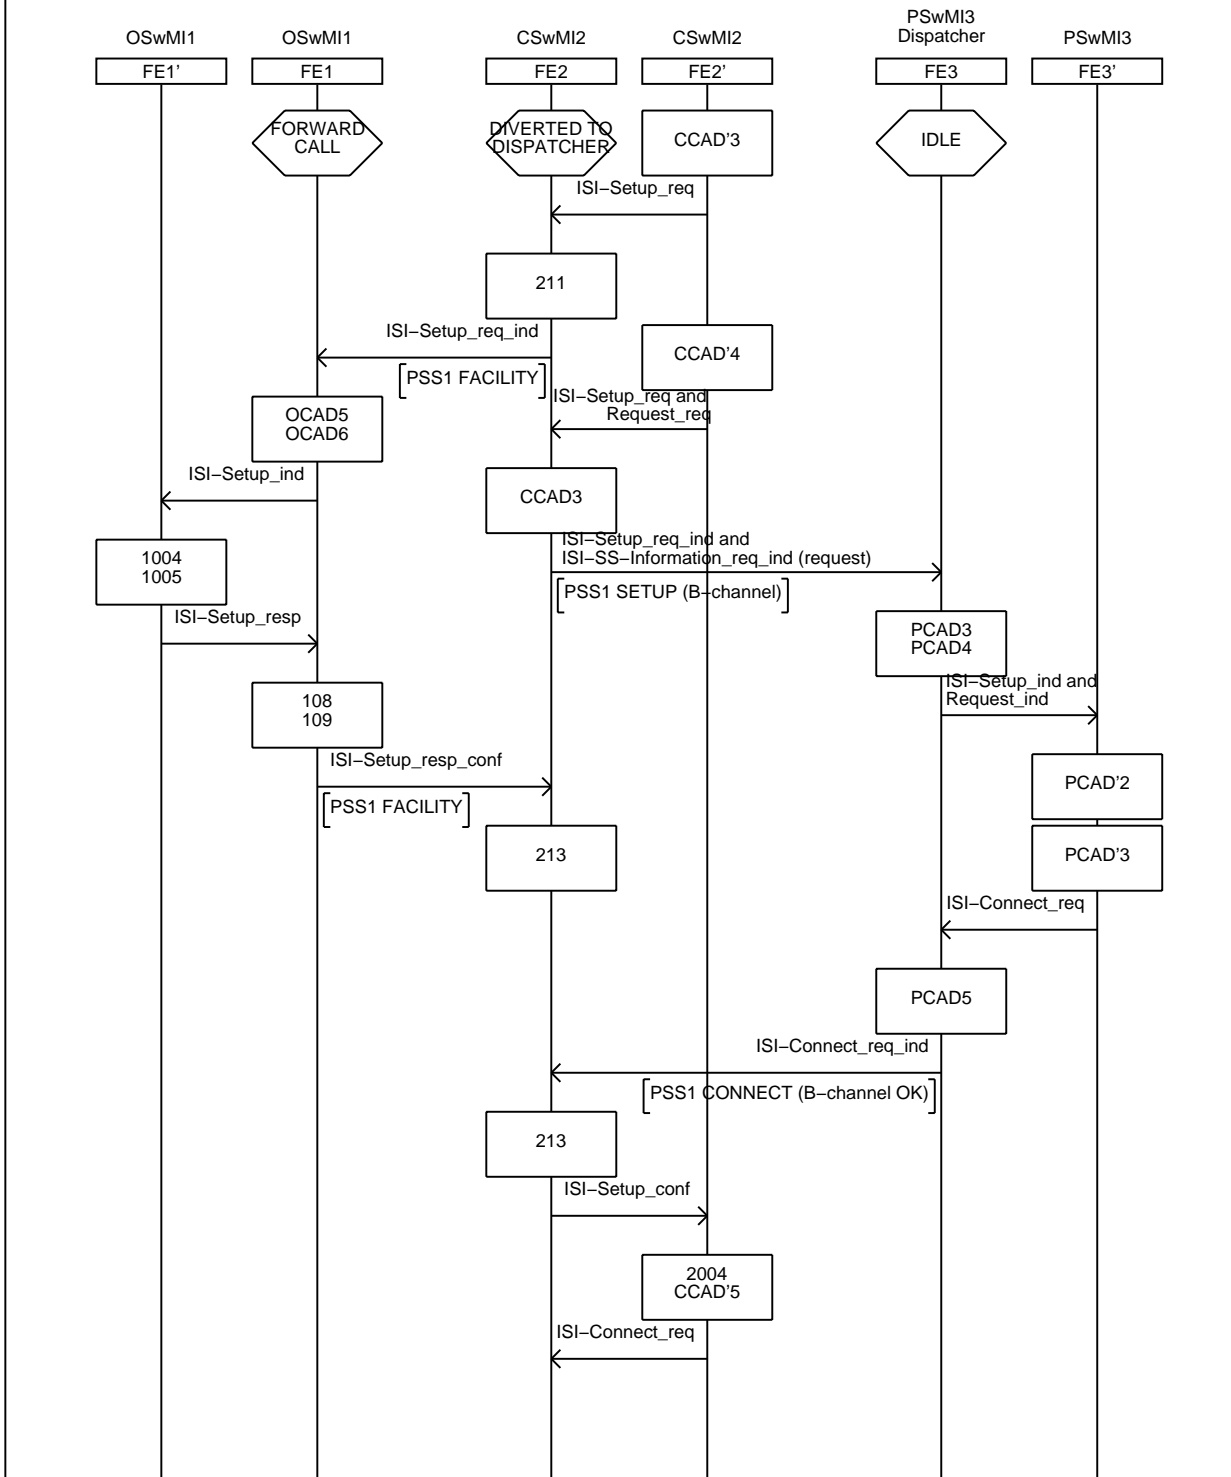 PSwMI3
OSwMI1 OSwMI1 CSwMI2 CSwMI2 Dispatcher PSwMI3
FE1' FE1 FE2 FE2' FE3 FE3'
FORWARD
CALL
DIVERTED TO
DISPATCHER
CCAD'3
IDLE
ISI–Setup_req
211
ISI–Setup_req_ind
CCAD'4
PSS1 FACILITY
ISI–Setup_req and
Request_req
OCAD5
OCAD6
ISI–Setup_ind
CCAD3
ISI–Setup_req_ind and
ISI–SS–Information_req_ind (request)
1004
1005
PSS1 SETUP (B–channel)
ISI–Setup_resp
PCAD3
PCAD4
ISI–Setup_ind and
Request_ind
108
109
ISI–Setup_resp_conf
PCAD'2
PSS1 FACILITY
213
PCAD'3
ISI–Connect_req
PCAD5
ISI–Connect_req_ind
PSS1 CONNECT (B–channel OK)
213
ISI–Setup_conf
2004
CCAD'5
ISI–Connect_req